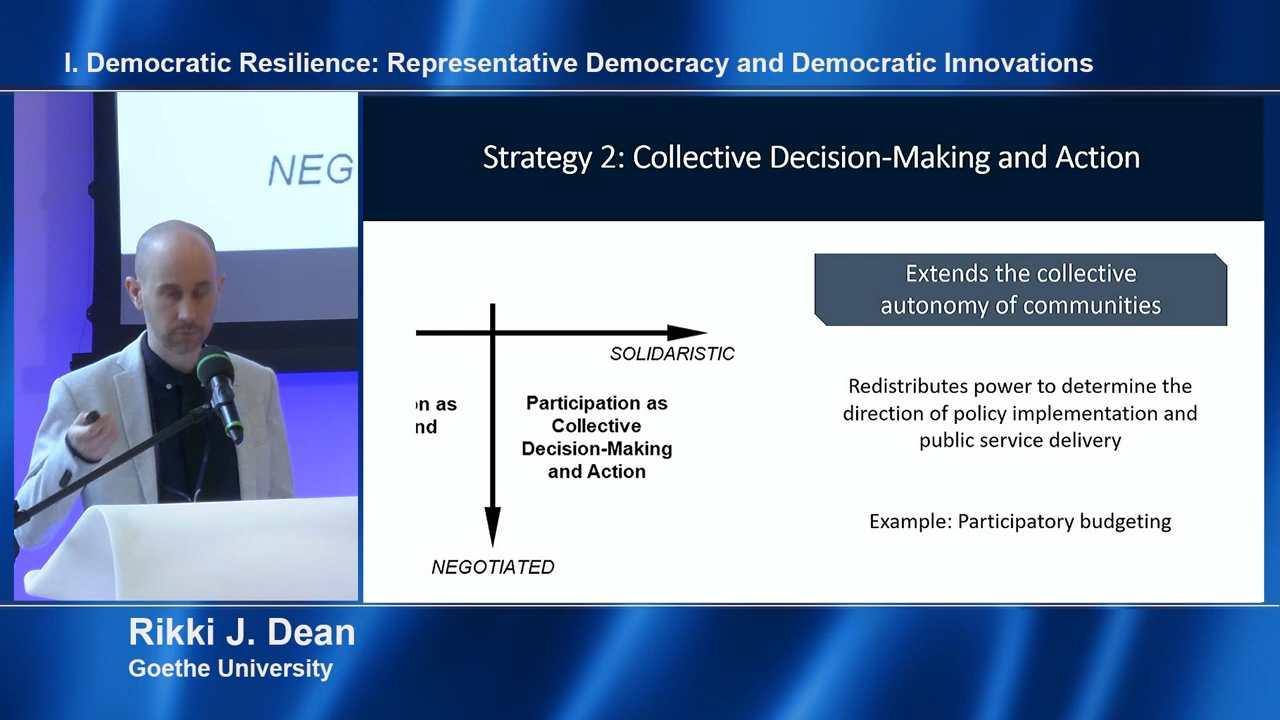 I. Democratic Resilience: Representative Democracy and Democratic Innovations
NEG
Strategy 2: Collective Decision-Making and Action
Extends the collective
autonomy of communities
SOLIDARISTIC
on as
nd
Participation as
Collective
Decision-Making
and Action
Redistributes power to determine the
direction of policy implementation and
public service delivery
Example: Participatory budgeting
NEGOTIATED
Rikki J. Dean
Goethe University